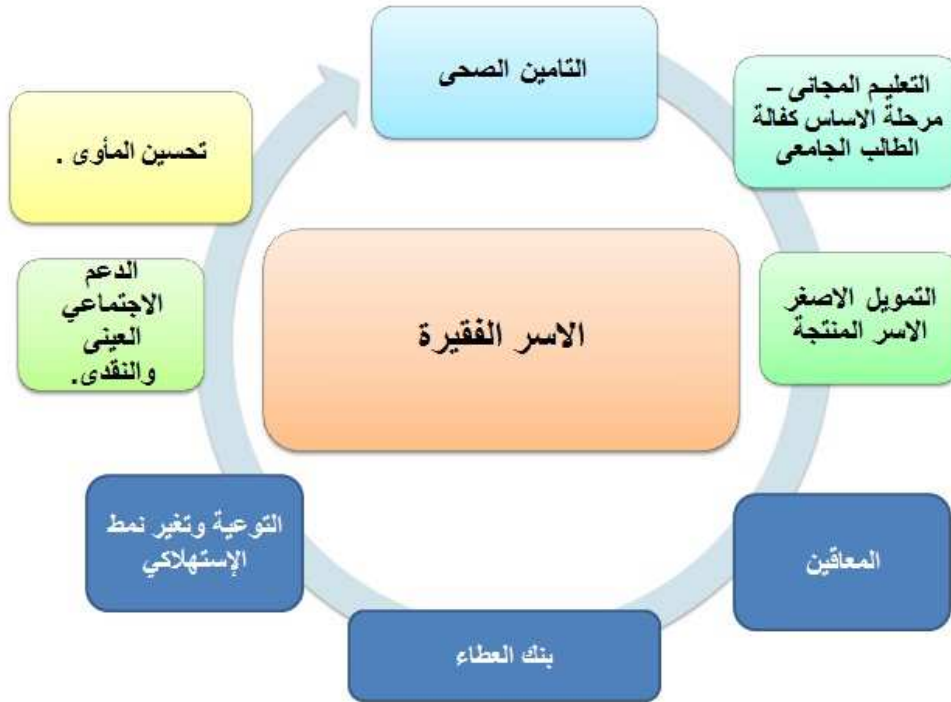 التامين الصحى
التعليم المجانى –
مرحلة الاساس كفالة
الطالب الجامعى
تحسين المأوى .
الاسر الفقيرة
التمويل الاصغر
الاسر المنتجة
الدعم
الاجتماعي
العينى
والنقدى.
المعاقين
التوعية وتغير نمط
الإستهلاكي
بنك العطاء